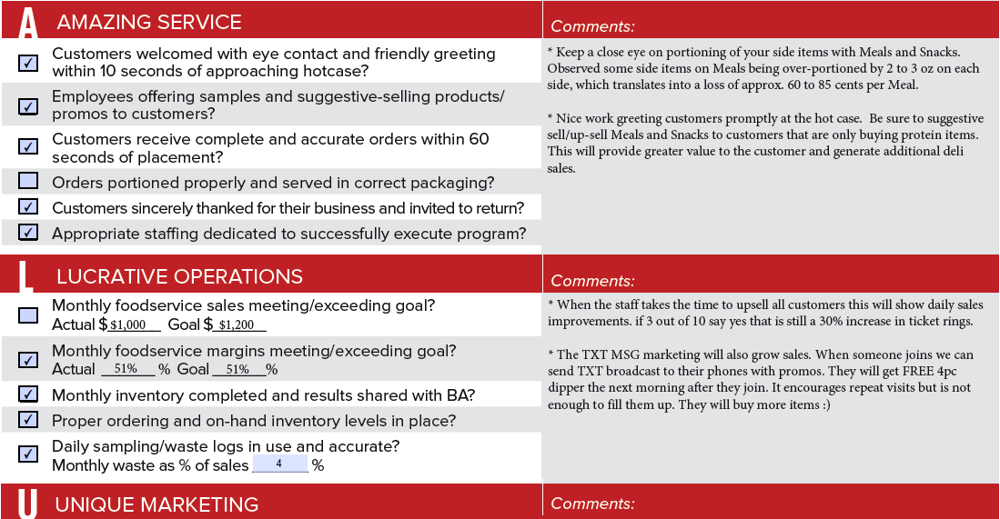 A AMAZING SERVICE
Comments:
Customers welcomed with eye contact and friendly greeting
within 10 seconds of approaching hotcase?
Employees offering samples and suggestive-selling products/
promos to customers?
Customers receive complete and accurate orders within 60
seconds of placement?
Orders portioned properly and served in correct packaging?
Customers sincerely thanked for their business and invited to return?
Appropriate staffing dedicated to successfully execute program?
* Keep a close eye on portioning of your side items with Meals and Snacks.
Observed some side items on Meals being over-portioned by 2 to 3 oz on each
side, which translates into a loss of approx. 60 to 85 cents per Meal.
* Nice work greeting customers promptly at the hot case.  Be sure to suggestive
sell/up-sell Meals and Snacks to customers that are only buying protein items.
This will provide greater value to the customer and generate additional deli
sales.
L LUCRATIVE OPERATIONS
Comments:
Monthly foodservice sales meeting/exceeding goal?
Actual $ $1,000 Goal $ $1,200
Monthly foodservice margins meeting/exceeding goal?
Actual 51% % Goal 51% %
Monthly inventory completed and results shared with BA?
Proper ordering and on-hand inventory levels in place?
Daily sampling/waste logs in use and accurate?
Monthly waste as % of sales 4 %
* When the staff takes the time to upsell all customers this will show daily sales
improvements. if 3 out of 10 say yes that is still a 30% increase in ticket rings.
* The TXT MSG marketing will also grow sales. When someone joins we can
send TXT broadcast to their phones with promos. They will get FREE 4pc
dipper the next morning after they join. It encourages repeat visits but is not
enough to fill them up. They will buy more items :)
U UNIQUE MARKETING
Comments: